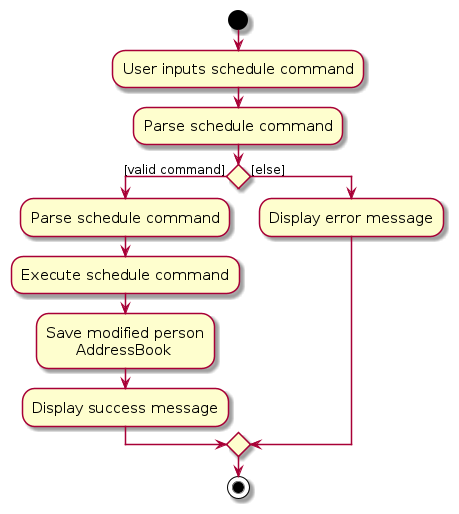 User inputs schedule command
Parse schedule command
[valid command]
[else]
Parse schedule command
Display error message
Execute schedule command
Save modified person
AddressBook
Display success message